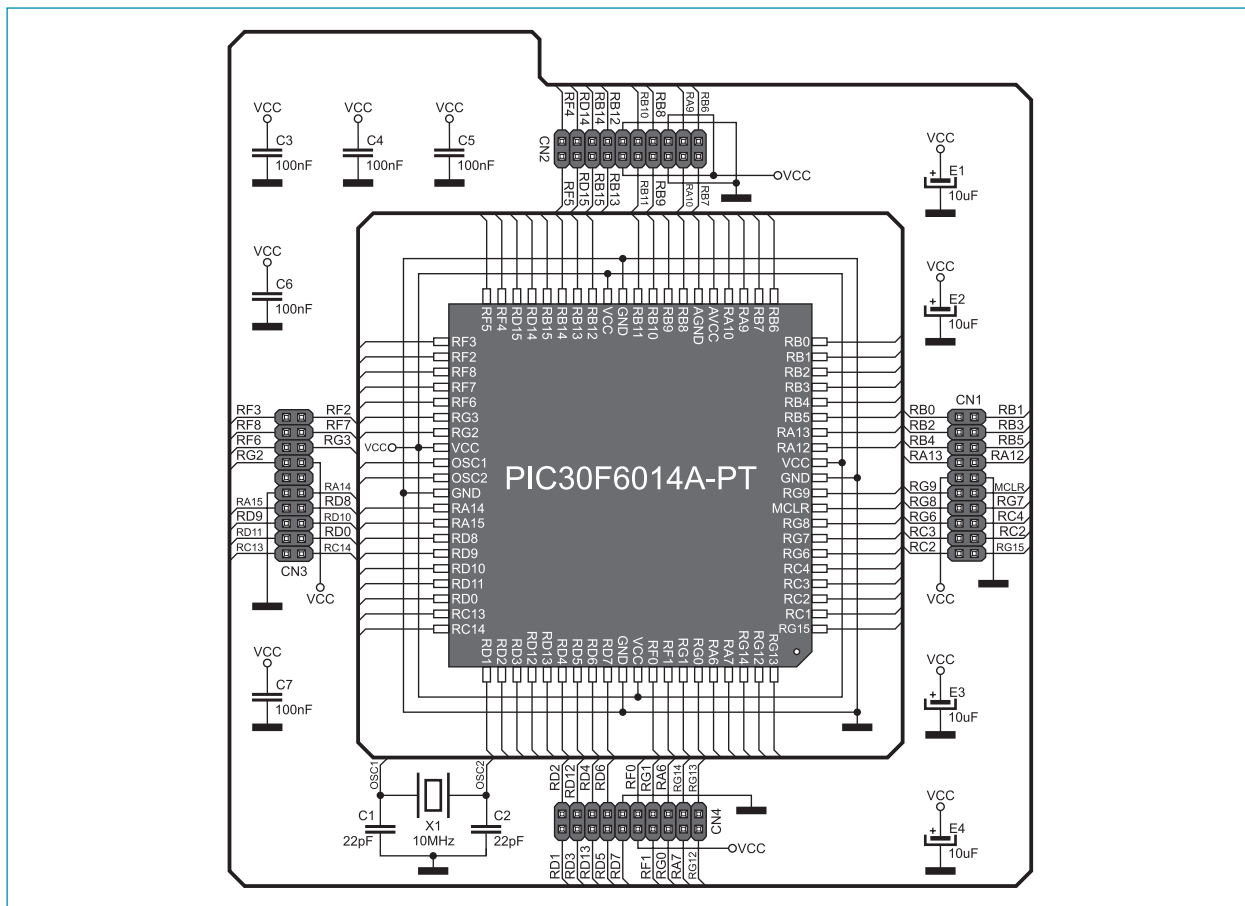 RF4
RD14
RB14
RB12
RB10
RB8
RA9
RB6
CN2
RF5
RD15
RB15
RB13
RB11
RB9
RA10
RB7
VCC
VCC
C3
100nF
VCC
C4
100nF
VCC
C5
100nF
VCC
E1
10uF
VCC
C6
100nF
VCC
E2
10uF
RF5
RF4
RD15
RD14
RB15
RB14
RB13
RB12
VCC
GND
RB11
RB10
RB9
RB8
AGND
AVCC
RA10
RA9
RB7
RB6
RF3
RF2
RF8
RF7
RF6
RG3
RG2
VCC
OSC1
OSC2
GND
RA14
RA15
RD8
RD9
RD10
RD11
RD0
RC13
RC14
VCC
PIC30F6014A-PT
RB0
RB1
RB2
RB3
RB4
RB5
RA13
RA12
VCC
GND
RG9
MCLR
RG8
RG7
RG6
RC4
RC3
RC2
RC1
RG15
RD1
RD2
RD3
RD12
RD13
RD4
RD5
RD6
RD7
GND
VCC
RF0
RF1
RG1
RG0
RA6
RA7
RG14
RG12
RG13
RF3 RF2
RF8 RF7
RF6 RG3
RG2
RA14
RA15 RD8
RD9 RD10
RD11 RD0
RC13 RC14
CN3
VCC
CN1
RB0 RB1
RB2 RB3
RB4 RB5
RA13 RA12
RG9 MCLR
RG8 RG7
RG6 RC4
RC3 RC2
RC2 RG15
VCC
VCC
C7
100nF
VCC
E3
10uF
OSC1
OSC2
C1
22pF
X1
10MHz
C2
22pF
RD2
RD12
RD4
RD6
RF0
RG1
RA6
RG14
RG13
CN4
RD1
RD3
RD13
RD5
RD7
RF1
RG0
RA7
RG12
VCC
VCC
E4
10uF